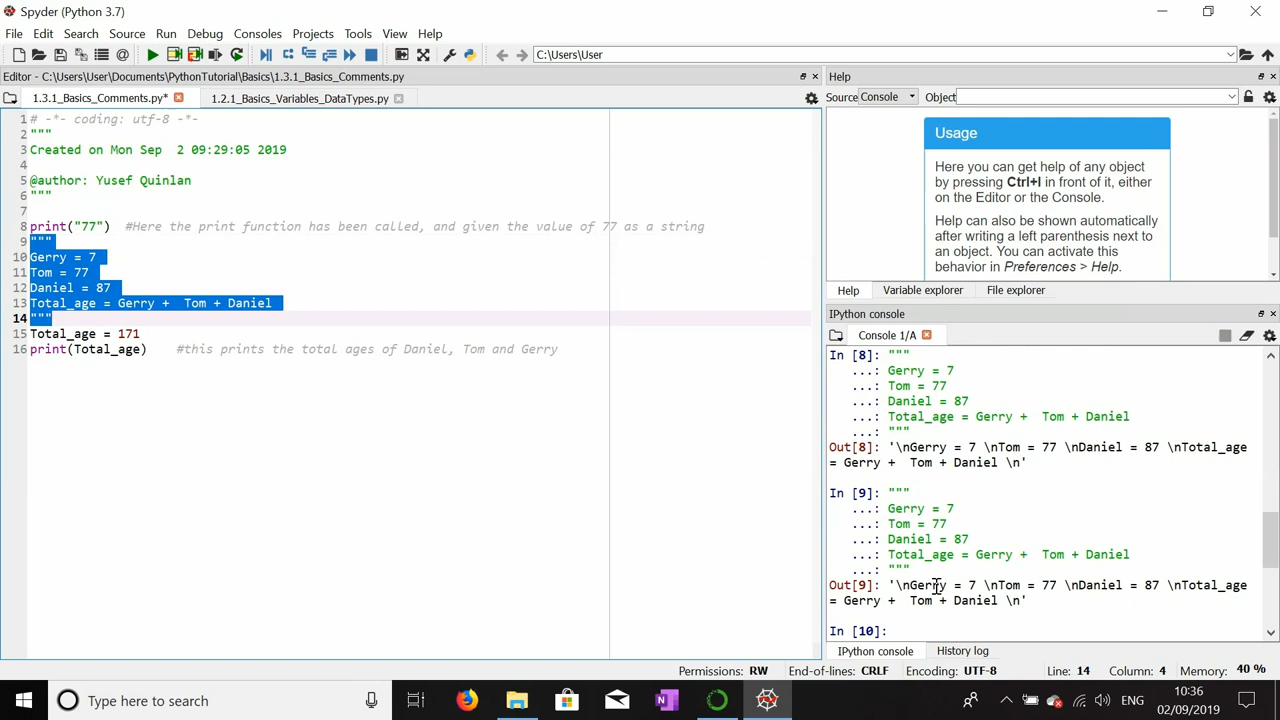 Spyder (Python 3.7)
File Edit Search Source Run Debug Consoles Projects Tools View Help
C:\Users\User
Editor - C:\Users\User\Documents\PythonTutorial\Basics\1.3.1_Basics_Comments.py
1.3.1_Basics_Comments.py* 1.2.1_Basics_Variables_DataTypes.py
1 # -*- coding: utf-8 -*-
2 """
3 Created on Mon Sep  2 09:29:05 2019
4
5 @author: Yusef Quinlan
6 """
7
8 print("77")  #Here the print function has been called, and given the value of 77 as a string
9 """
10 Gerry = 7
11 Tom = 77
12 Daniel = 87
13 Total_age = Gerry +  Tom + Daniel
14 """
15 Total_age = 171
16 print(Total_age)    #this prints the total ages of Daniel, Tom and Gerry
Help
Source Console Object
Usage
Here you can get help of any object
by pressing Ctrl+I in front of it, either
on the Editor or the Console.
Help can also be shown automatically
after writing a left parenthesis next to
an object. You can activate this
behavior in Preferences > Help.
Help Variable explorer File explorer
IPython console
Console 1/A
In [8]: """
...: Gerry = 7
...: Tom = 77
...: Daniel = 87
...: Total_age = Gerry +  Tom + Daniel
...: """
Out[8]: '\nGerry = 7 \nTom = 77 \nDaniel = 87 \nTotal_age
= Gerry +  Tom + Daniel \n'
In [9]: """
...: Gerry = 7
...: Tom = 77
...: Daniel = 87
...: Total_age = Gerry +  Tom + Daniel
...: """
Out[9]: '\nGerry = 7 \nTom = 77 \nDaniel = 87 \nTotal_age
= Gerry +  Tom + Daniel \n'
In [10]:
IPython console History log
Permissions: RW End-of-lines: CRLF Encoding: UTF-8 Line: 14 Column: 4 Memory: 40 %
Type here to search
ENG
10:36
02/09/2019